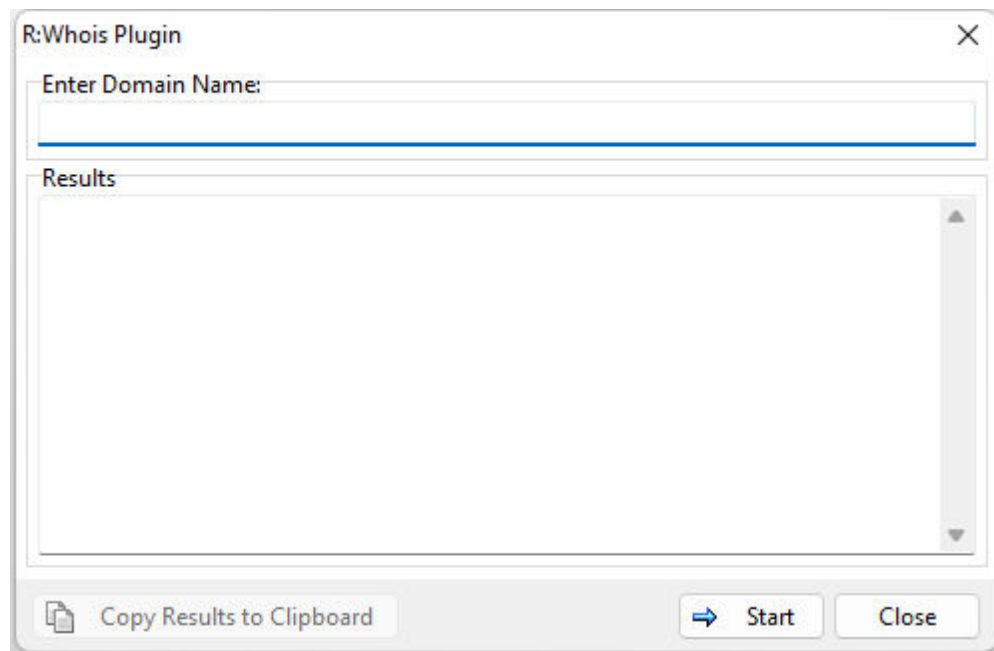 R:Whois Plugin
Enter Domain Name:
Results
Copy Results to Clipboard
Start
Close